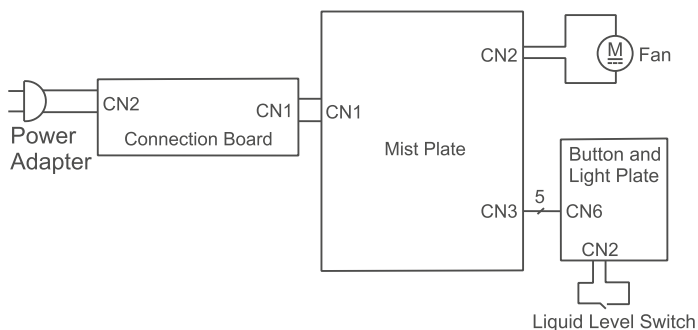 CN2
M
Fan
CN2
CN1
CN1
Power
Adapter
Connection Board
Mist Plate
Button and
Light Plate
CN3
5
CN6
CN2
Liquid Level Switch